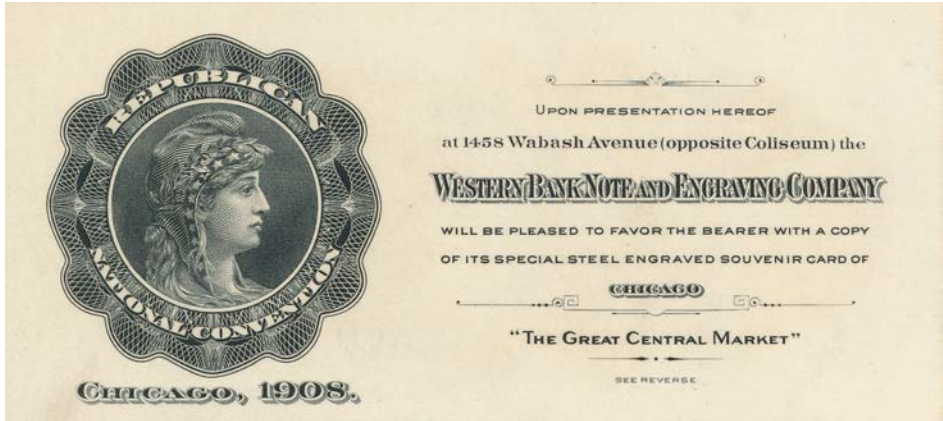 REPUBLICAN
NATIONAL CONVENTION
CHICAGO, 1908.
UPON PRESENTATION HEREOF
at 1458 Wabash Avenue (opposite Coliseum) the
WESTERN BANK NOTE AND ENGRAVING COMPANY
WILL BE PLEASED TO FAVOR THE BEARER WITH A COPY
OF ITS SPECIAL STEEL ENGRAVED SOUVENIR CARD OF
CHICAGO
"THE GREAT CENTRAL MARKET"
SEE REVERSE